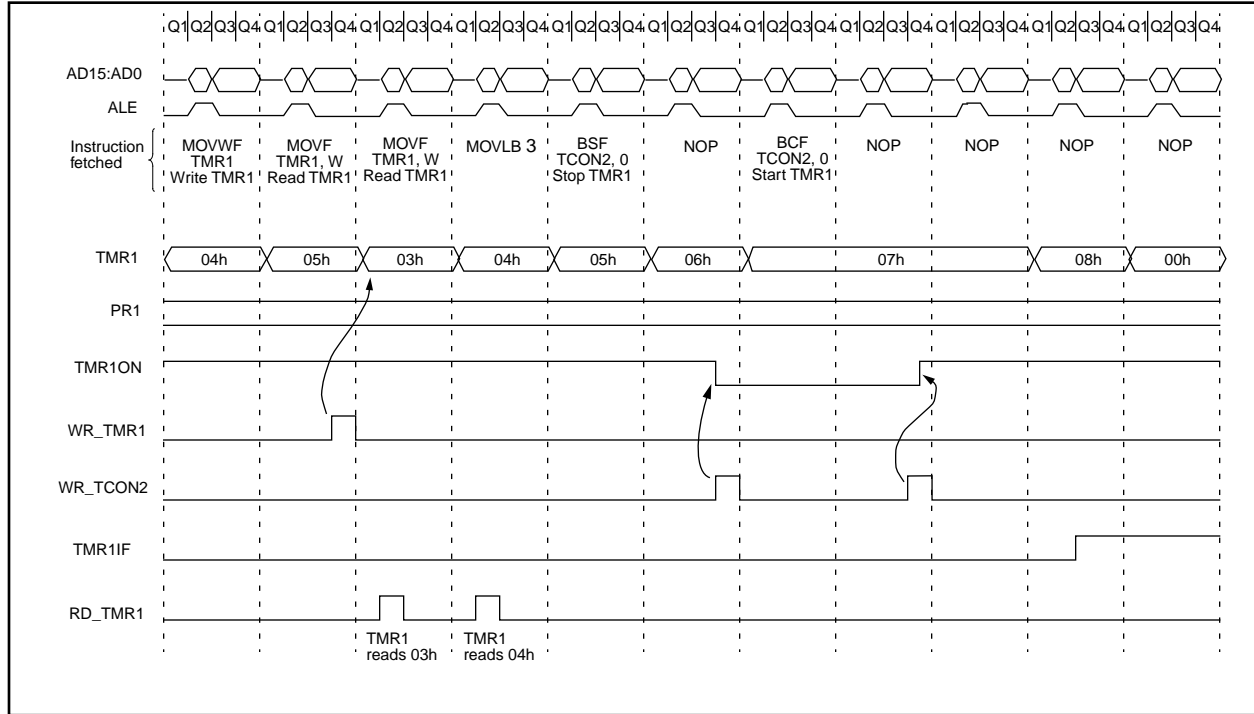 Q1 Q2 Q3 Q4 Q1 Q2 Q3 Q4 Q1 Q2 Q3 Q4 Q1 Q2 Q3 Q4 Q1 Q2 Q3 Q4 Q1 Q2 Q3 Q4 Q1 Q2 Q3 Q4 Q1 Q2 Q3 Q4 Q1 Q2 Q3 Q4 Q1 Q2 Q3 Q4 Q1 Q2 Q3 Q4
AD15:AD0
ALE
Instruction
fetched
MOVWF
TMR1
Write TMR1
MOVF
TMR1, W
Read TMR1
MOVF
TMR1, W
Read TMR1
MOVLB 3
BSF
TCON2, 0
Stop TMR1
NOP
BCF
TCON2, 0
Start TMR1
NOP
NOP
NOP
NOP
TMR1 04h 05h 03h 04h 05h 06h 07h 08h 00h
PR1
TMR1ON
WR_TMR1
WR_TCON2
TMR1IF
RD_TMR1
TMR1
reads 03h
TMR1
reads 04h